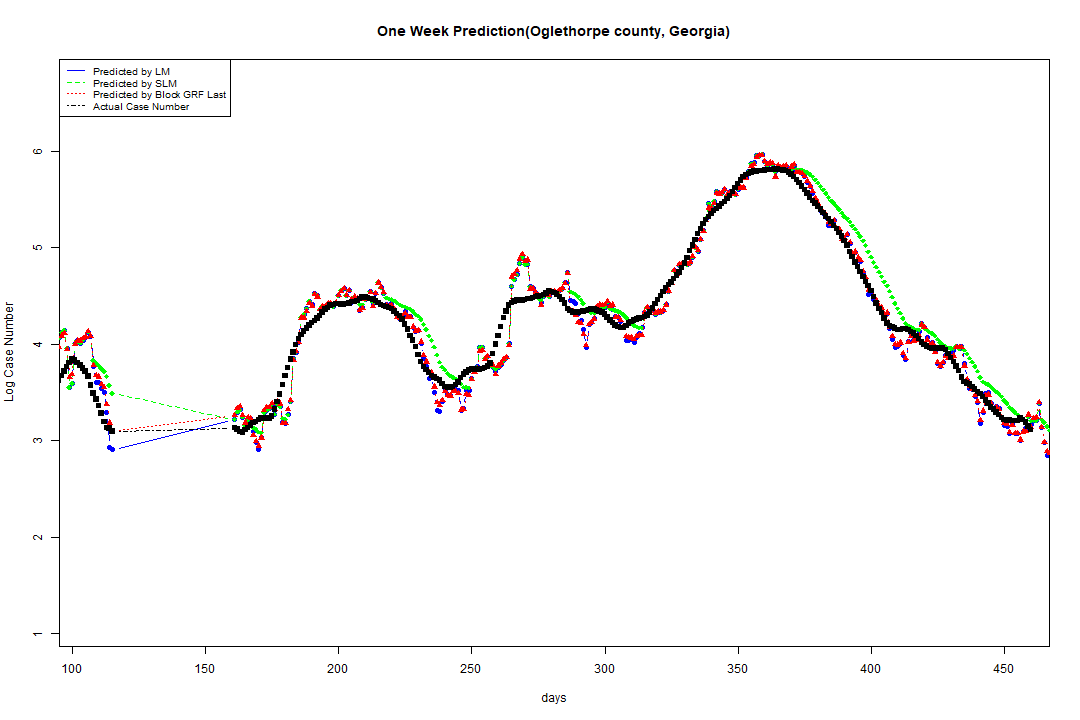 One Week Prediction(Oglethorpe county, Georgia)
Predicted by LM
Predicted by SLM
Predicted by Block GRF Last
Actual Case Number
Log Case Number
6
5
4
3
2
1
100 150 200 250 300 350 400 450
days